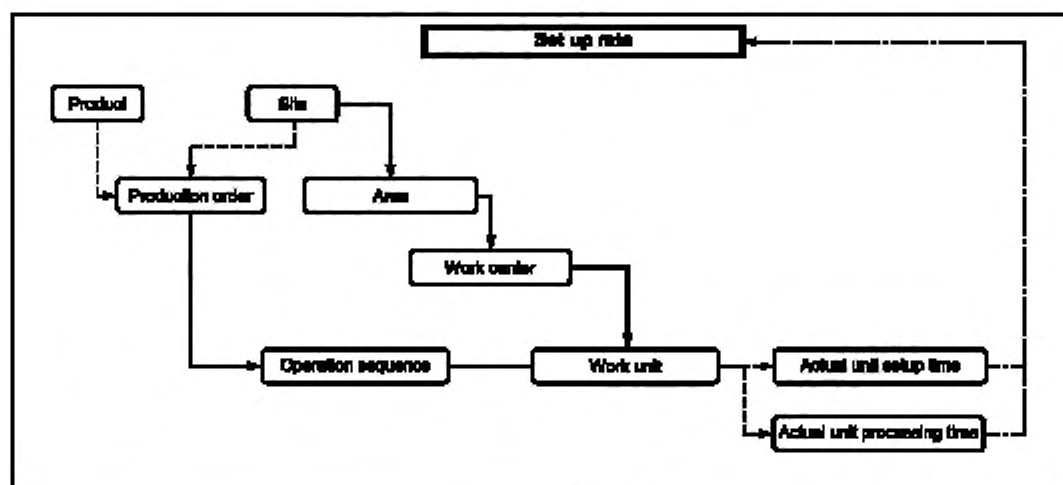 Set up ratio
Product
Site
Production order
Area
Work center
Operation sequence
Work unit
Actual unit setup time
Actual unit processing time